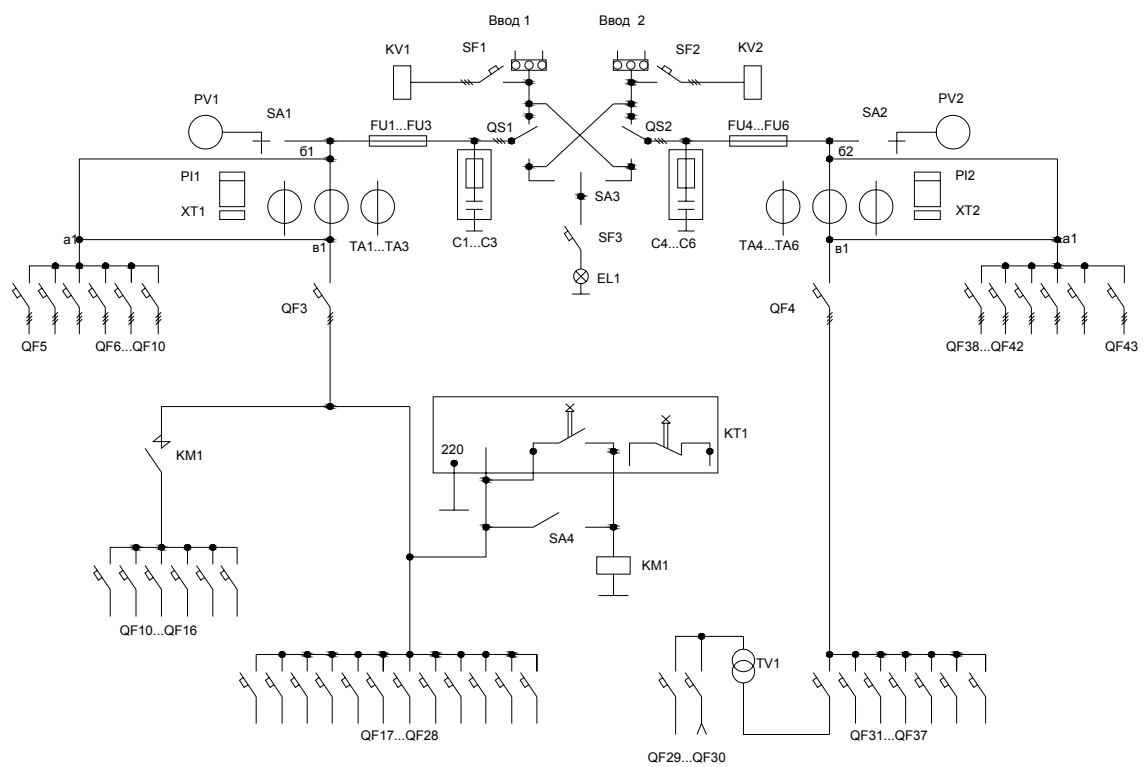 Ввод 1
Ввод 2
KV1
SF1
SF2
KV2
PV1
SA1
FU1...FU3
QS1
QS2
FU4...FU6
SA2
PV2
б1
б2
PI1
XT1
SA3
PI2
XT2
а1
в1
TA1...TA3
C1...C3
SF3
C4...C6
TA4...TA6
в1
а1
EL1
QF3
QF4
QF5
QF6...QF10
QF38...QF42
QF43
220
KT1
KM1
SA4
KM1
QF10...QF16
TV1
QF17...QF28
QF31...QF37
QF29...QF30